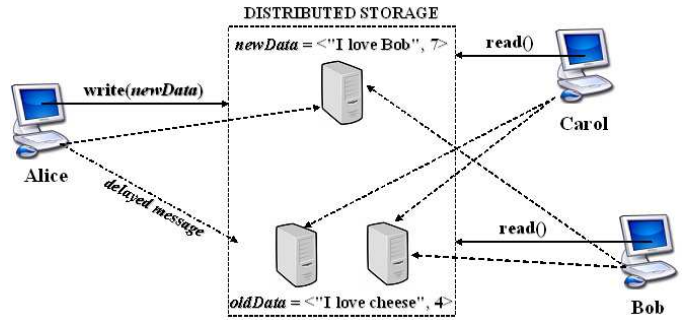 DISTRIBUTED STORAGE
newData = <"I love Bob", 7>
read()
write(newData)
Carol
Alice
delayed message
read()
oldData = <"I love cheese", 4>
Bob